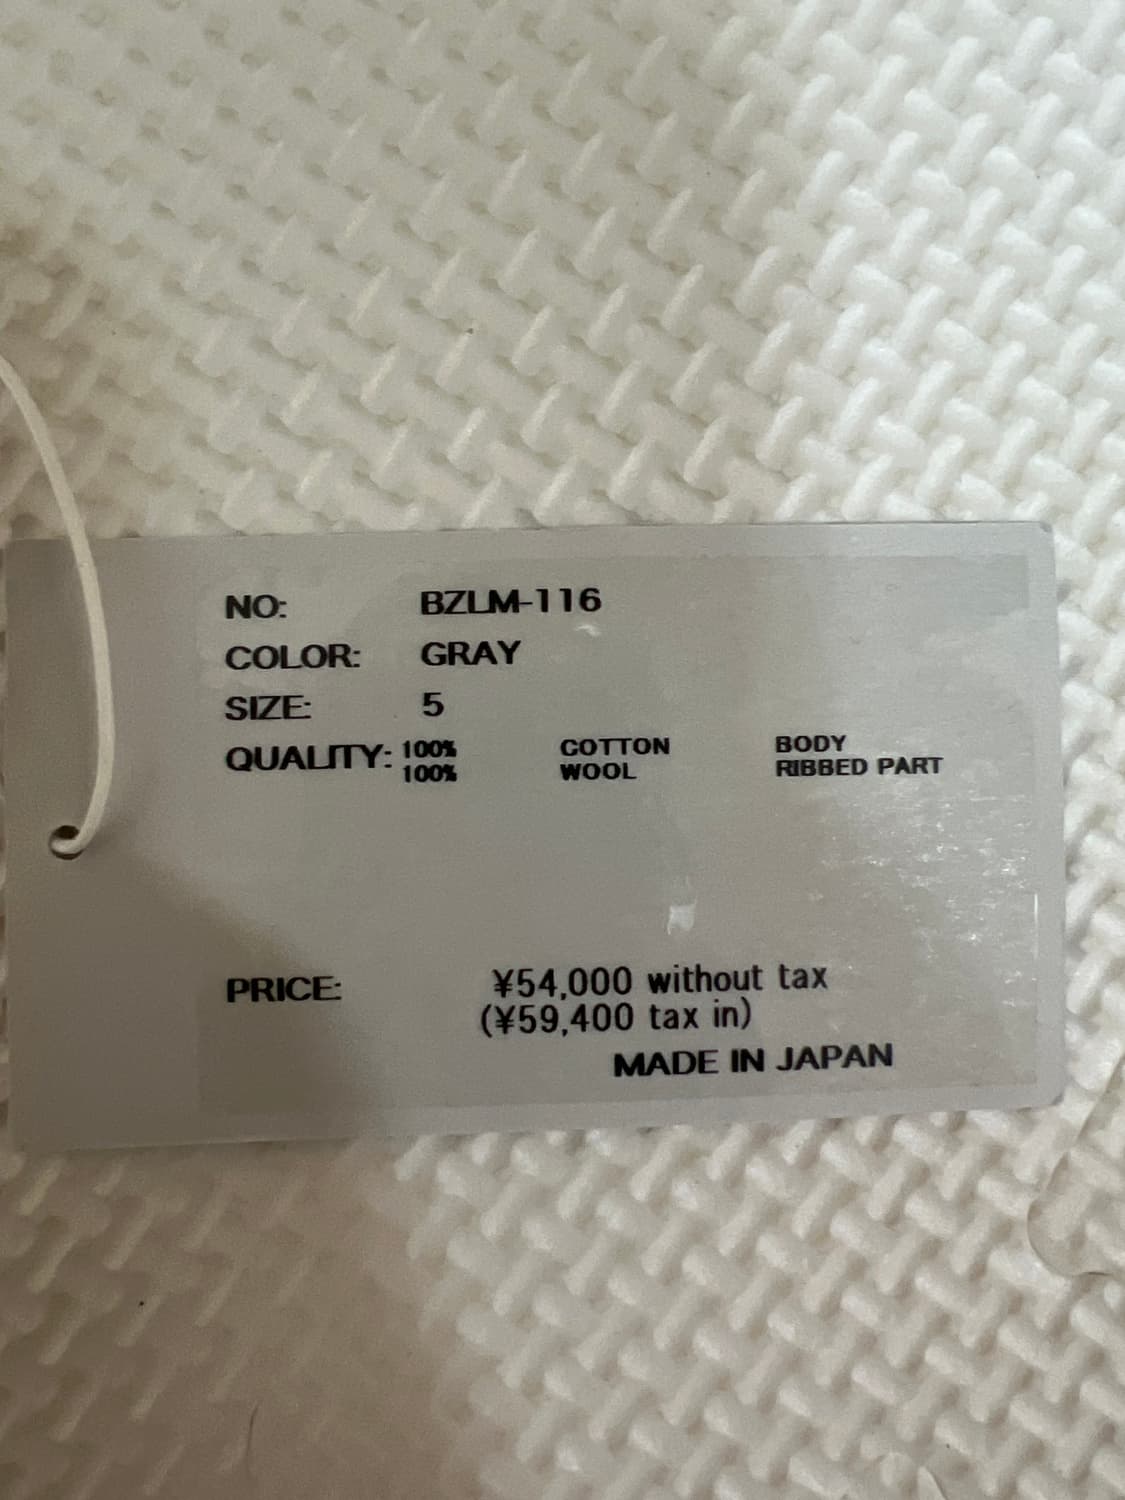 NO: BZLM-116
COLOR: GRAY
SIZE: 5
QUALITY: 100% COTTON BODY
100% WOOL RIBBED PART
PRICE: ¥54,000 without tax
(¥59,400 tax in)
MADE IN JAPAN